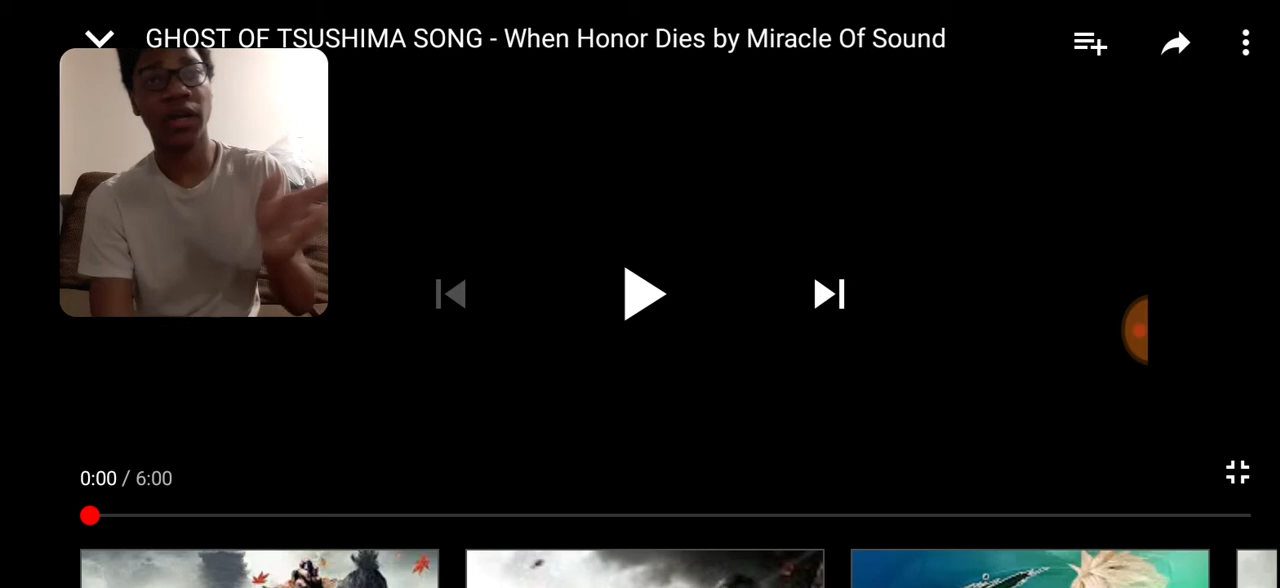 GHOST OF TSUSHIMA SONG - When Honor Dies by Miracle Of Sound
0:00 / 6:00